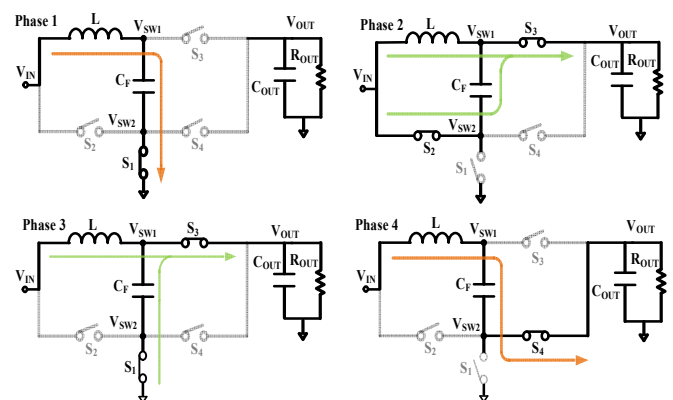 Phase 1
L
VSW1
VOUT
S3
VIN
CF
COUT
ROUT
VSW2
S2
S4
S1
Phase 2
L
VSW1
S3
VOUT
VIN
CF
COUT
ROUT
VSW2
S2
S4
S1
Phase 3
L
VSW1
S3
VOUT
VIN
CF
COUT
ROUT
VSW2
S2
S4
S1
Phase 4
L
VSW1
VOUT
S3
VIN
CF
COUT
ROUT
VSW2
S2
S4
S1